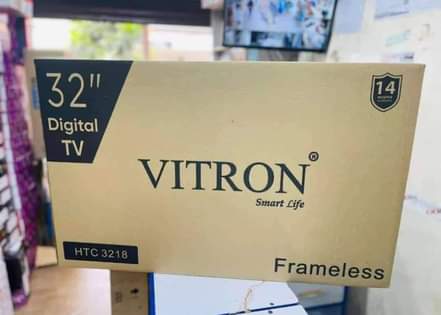 32"
Digital
TV
14
VITRON®
Smart Life
HTC 3218
Frameless